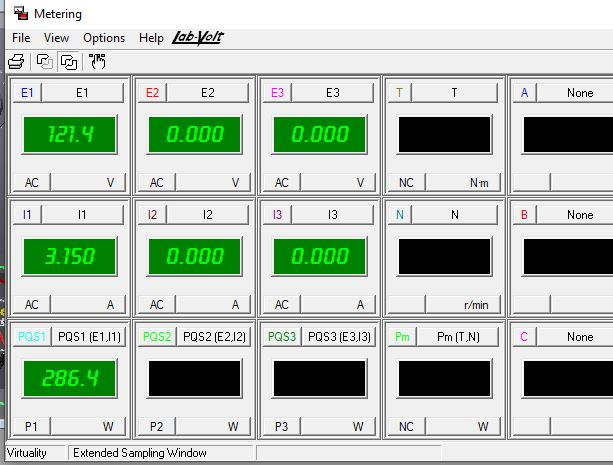 Metering
File View Options Help Lab-Volt
E1 E1 E2 E2 E3 E3 T T A None
121.4 0.000 0.000
AC V AC V AC V NC N·m
I1 I1 I2 I2 I3 I3 N N B None
3.150 0.000 0.000
AC A AC A AC A r/min
PQS1 PQS1 (E1,I1) PQS2 PQS2 (E2,I2) PQS3 PQS3 (E3,I3) Pm Pm (T,N) C None
286.4
P1 W P2 W P3 W NC W
Virtuality Extended Sampling Window